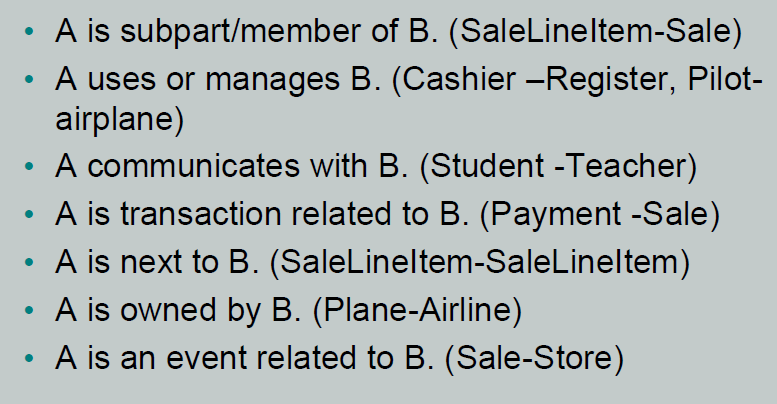 • A is subpart/member of B. (SaleLineItem-Sale)
• A uses or manages B. (Cashier –Register, Pilot-
airplane)
• A communicates with B. (Student -Teacher)
• A is transaction related to B. (Payment -Sale)
• A is next to B. (SaleLineItem-SaleLineItem)
• A is owned by B. (Plane-Airline)
• A is an event related to B. (Sale-Store)